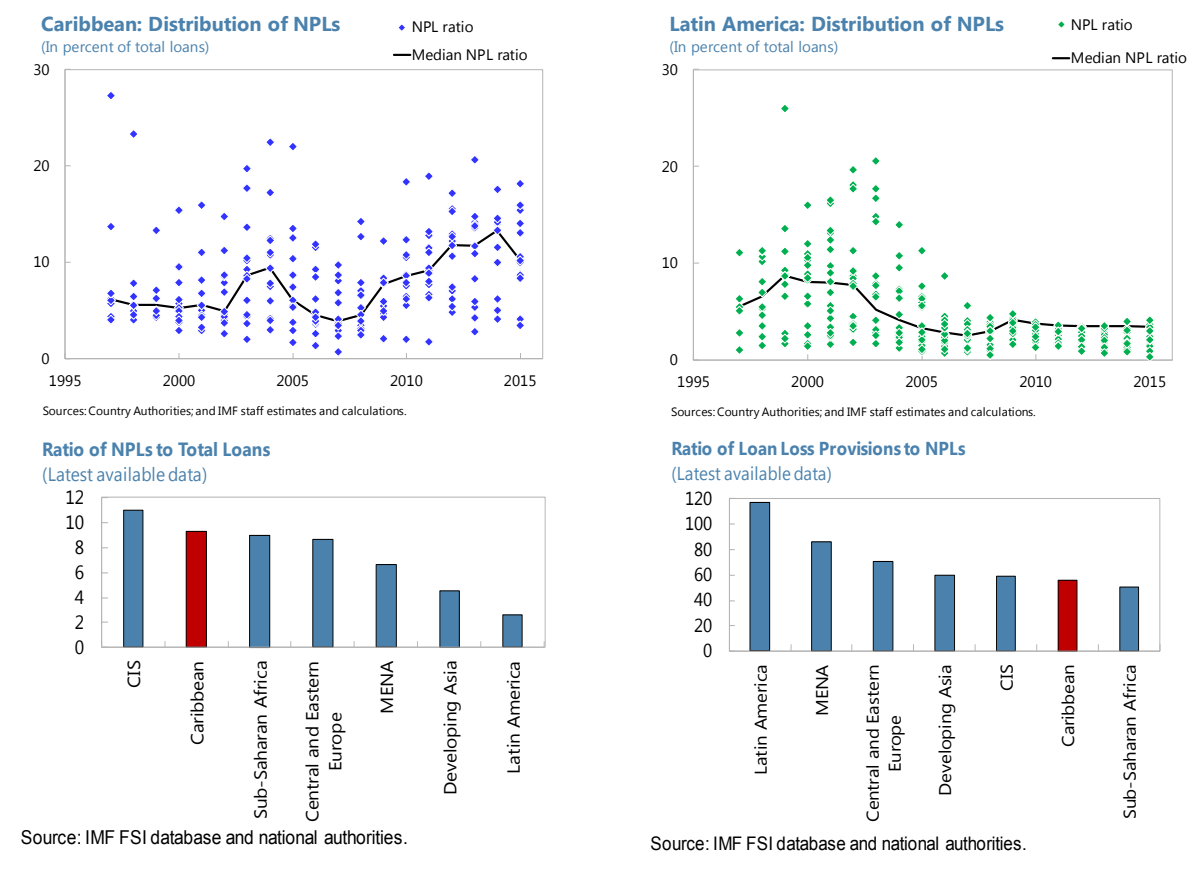 Caribbean: Distribution of NPLs
(In percent of total loans)
NPL ratio
Median NPL ratio
30
20
10
0
1995 2000 2005 2010 2015
Sources: Country Authorities; and IMF staff estimates and calculations.
Latin America: Distribution of NPLs
(In percent of total loans)
NPL ratio
Median NPL ratio
30
20
10
0
1995 2000 2005 2010 2015
Sources: Country Authorities; and IMF staff estimates and calculations.
Ratio of NPLs to Total Loans
(Latest available data)
12
10
8
6
4
2
0
CIS
Caribbean
Sub-Saharan Africa
Central and Eastern
Europe
MENA
Developing Asia
Latin America
Source: IMF FSI database and national authorities.
Ratio of Loan Loss Provisions to NPLs
(Latest available data)
120
100
80
60
40
20
0
Latin America
MENA
Central and Eastern
Europe
Developing Asia
CIS
Caribbean
Sub-Saharan Africa
Source: IMF FSI database and national authorities.